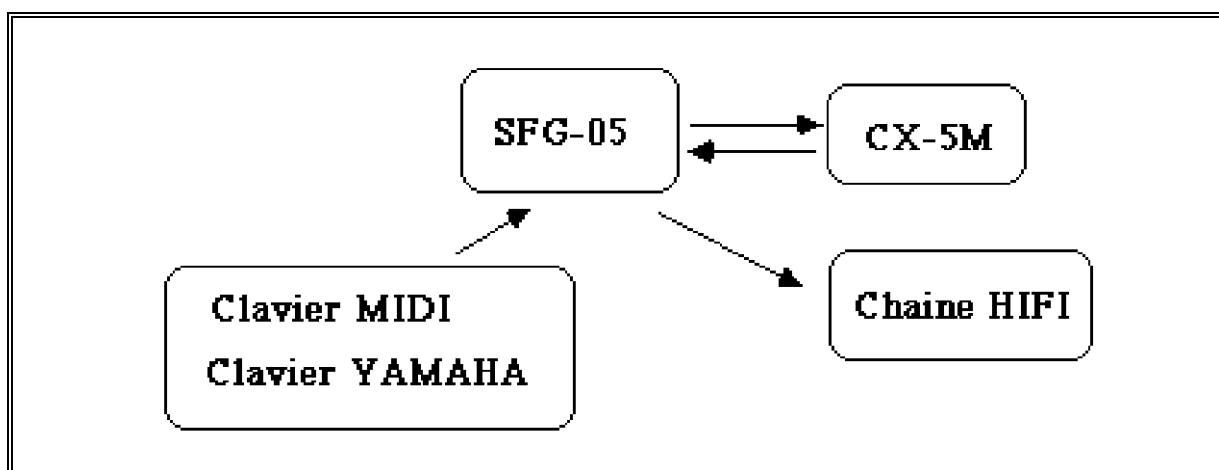 SFG-05
CX-5M
Clavier MIDI
Clavier YAMAHA
Chaine HIFI